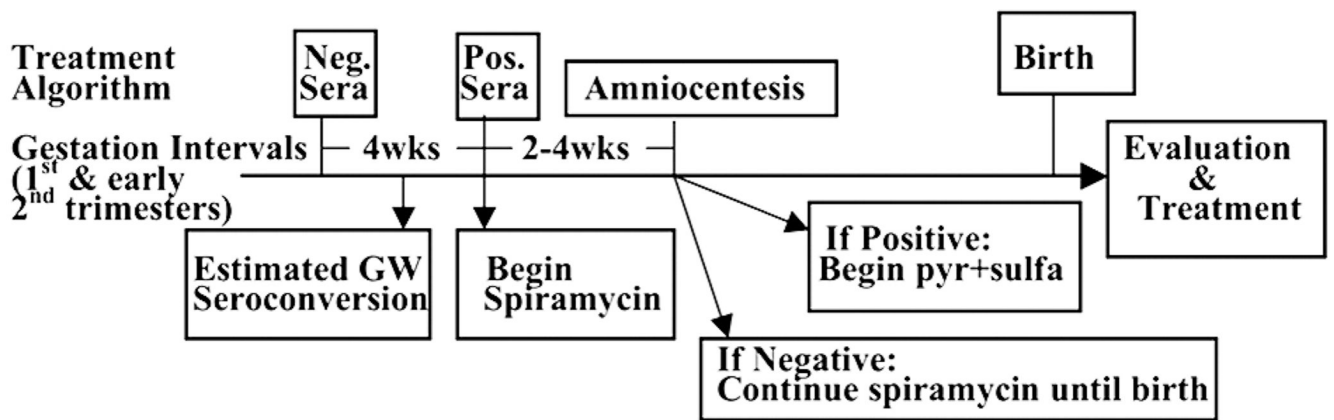 Treatment
Algorithm
Neg.
Sera
Pos.
Sera
Amniocentesis
Birth
Gestation Intervals
(1st & early
2nd trimesters)
4wks
2-4wks
Evaluation
&
Treatment
Estimated GW
Seroconversion
Begin
Spiramycin
If Positive:
Begin pyr+sulfa
If Negative:
Continue spiramycin until birth